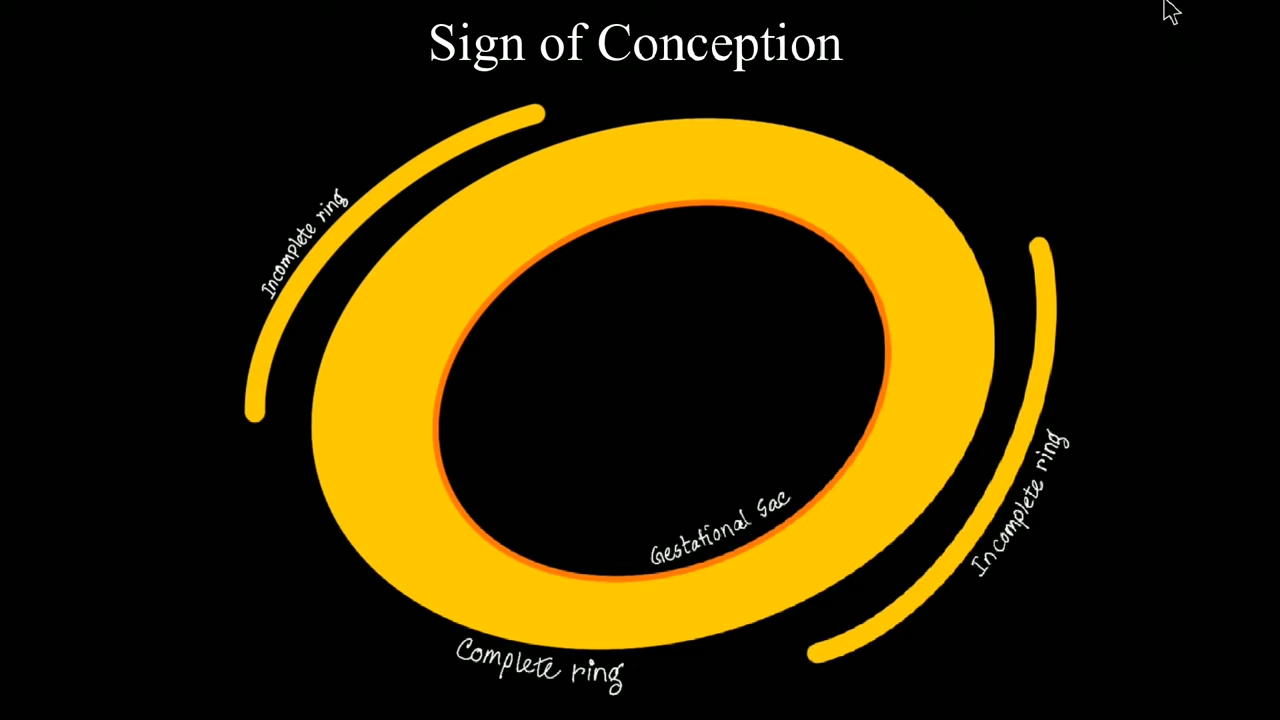 Sign of Conception
Incomplete ring
Incomplete ring
Gestational Sac
Complete ring